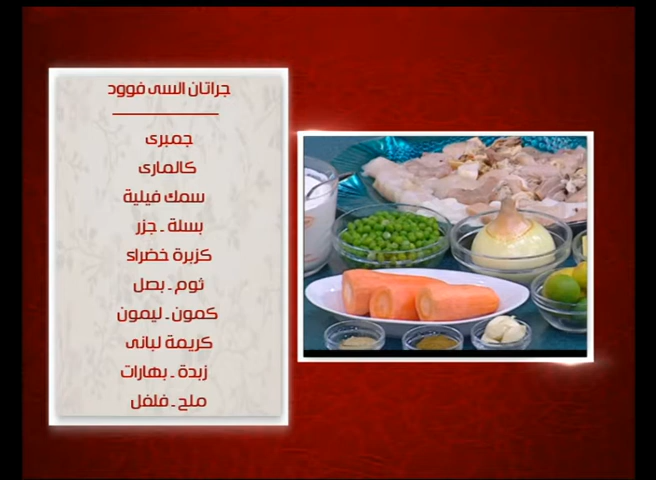 جراتان السى فوود
جمبرى
كالمارى
سمك فيلية
بسلة - جزر
كزبرة خضراء
ثوم - بصل
كمون - ليمون
كريمة لبانى
زبدة - بهارات
ملح - فلفل